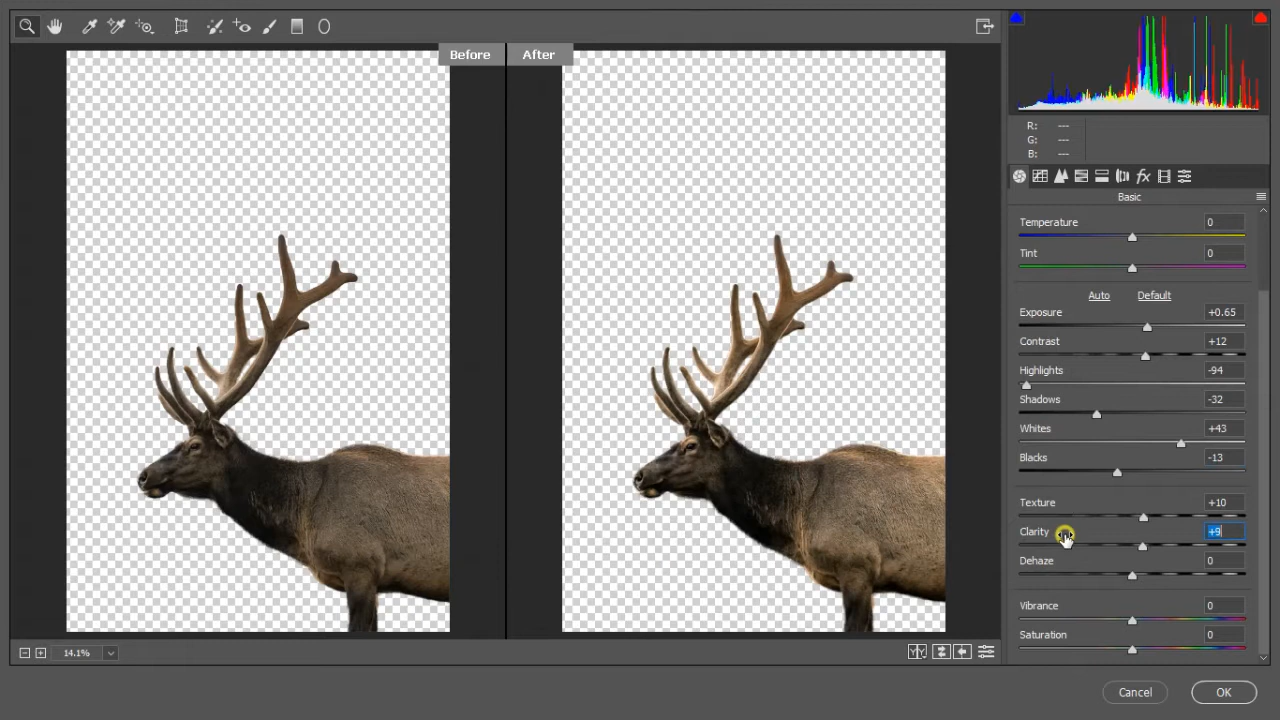 Before After
R: ---
G: ---
B: ---
fx
Basic
Temperature 0
Tint 0
Auto Default
Exposure +0.65
Contrast +12
Highlights -94
Shadows -32
Whites +43
Blacks -13
Texture +10
Clarity +9
Dehaze 0
Vibrance 0
Saturation 0
14.1% Y|Y
Cancel OK